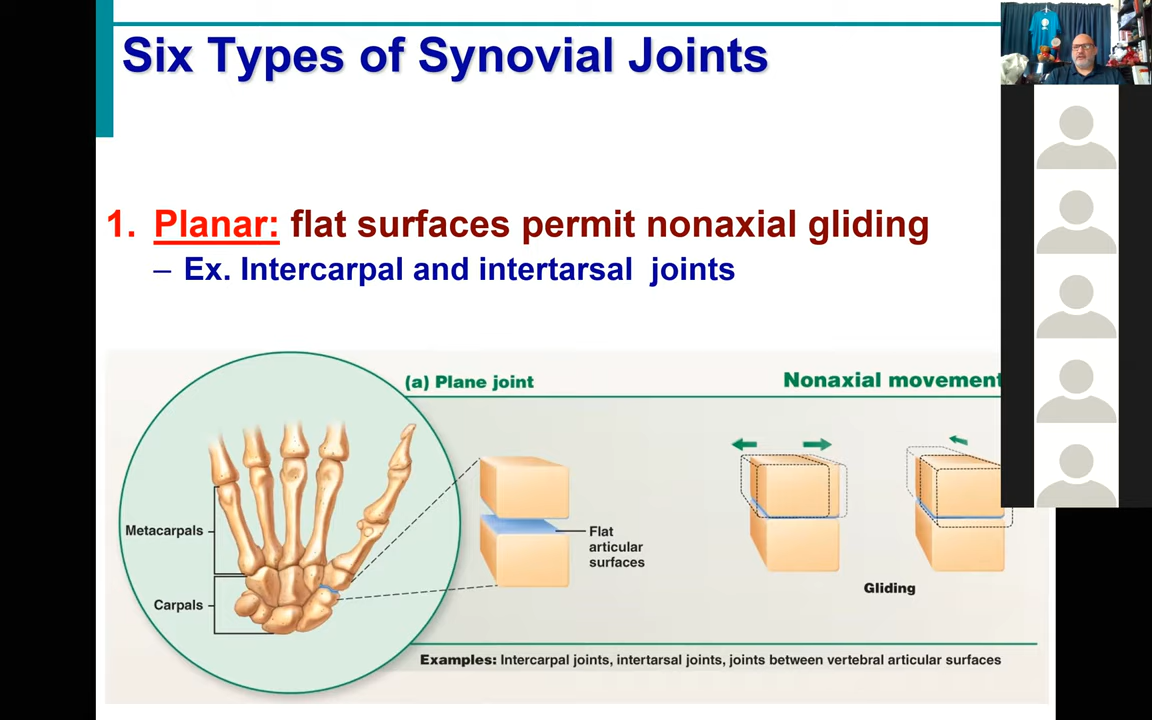 Six Types of Synovial Joints
1. Planar: flat surfaces permit nonaxial gliding
– Ex. Intercarpal and intertarsal joints
(a) Plane joint
Nonaxial movement
Metacarpals
Flat
articular
surfaces
Carpals
Gliding
Examples: Intercarpal joints, intertarsal joints, joints between vertebral articular surfaces